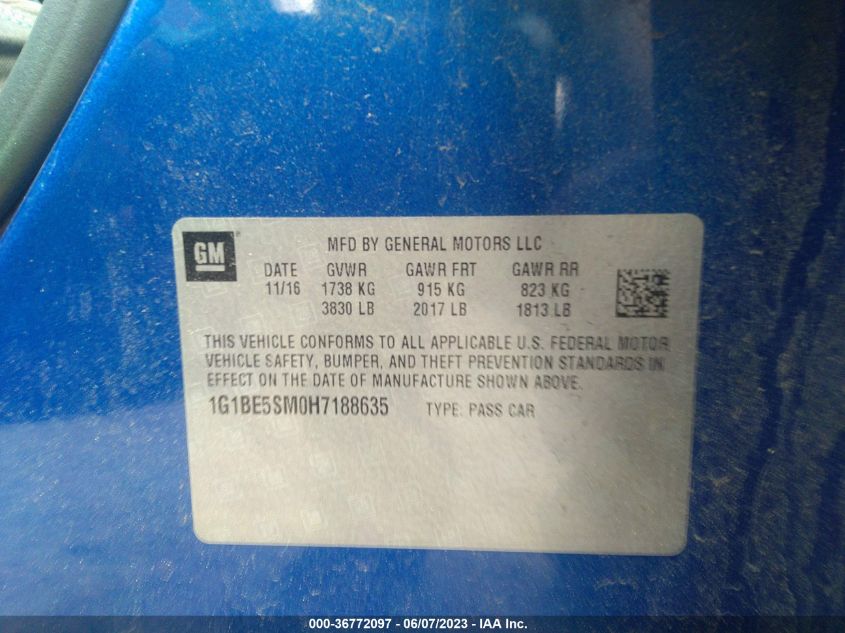 GM
MFD BY GENERAL MOTORS LLC
DATE GVWR GAWR FRT GAWR RR
11/16 1738 KG 915 KG 823 KG
3830 LB 2017 LB 1813 LB
THIS VEHICLE CONFORMS TO ALL APPLICABLE U.S. FEDERAL MOTOR
VEHICLE SAFETY, BUMPER, AND THEFT PREVENTION STANDARDS IN
EFFECT ON THE DATE OF MANUFACTURE SHOWN ABOVE.
1G1BE5SM0H7188635 TYPE: PASS CAR
000-36772097 - 06/07/2023 - IAA Inc.